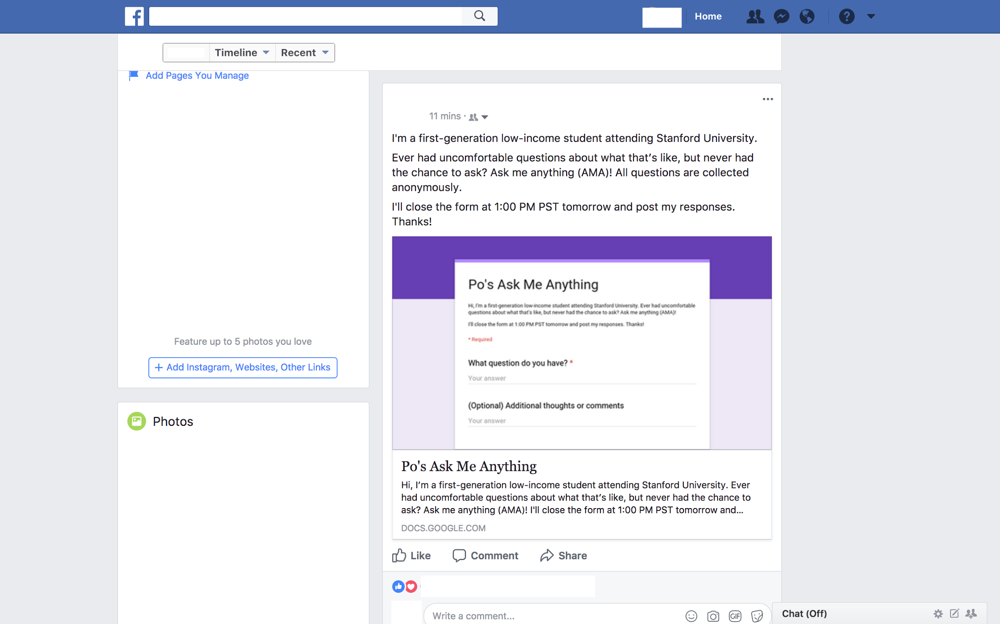 Home
Timeline
Recent
Add Pages You Manage
Feature up to 5 photos you love
+ Add Instagram, Websites, Other Links
Photos
11 mins ·
I'm a first-generation low-income student attending Stanford University.
Ever had uncomfortable questions about what that’s like, but never had
the chance to ask? Ask me anything (AMA)! All questions are collected
anonymously.
I'll close the form at 1:00 PM PST tomorrow and post my responses.
Thanks!
Po's Ask Me Anything
Hi, I'm a first-generation low-income student attending Stanford University. Ever had uncomfortable
questions about what that's like, but never had the chance to ask? Ask me anything (AMA)!
I'll close the form at 1:00 PM PST tomorrow and post my responses. Thanks!
* Required
What question do you have? *
Your answer
(Optional) Additional thoughts or comments
Your answer
Po's Ask Me Anything
Hi, I’m a first-generation low-income student attending Stanford University. Ever
had uncomfortable questions about what that’s like, but never had the chance to
ask? Ask me anything (AMA)! I'll close the form at 1:00 PM PST tomorrow and...
DOCS.GOOGLE.COM
Like
Comment
Share
Write a comment...
GIF
Chat (Off)